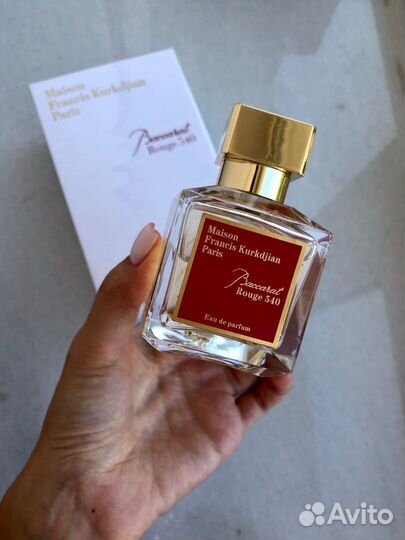 Maison
Francis Kurkdjian
Paris
Baccarat
Rouge 540
Maison
Francis Kurkdjian
Paris
Baccarat
Rouge 540
Eau de parfum
Avito